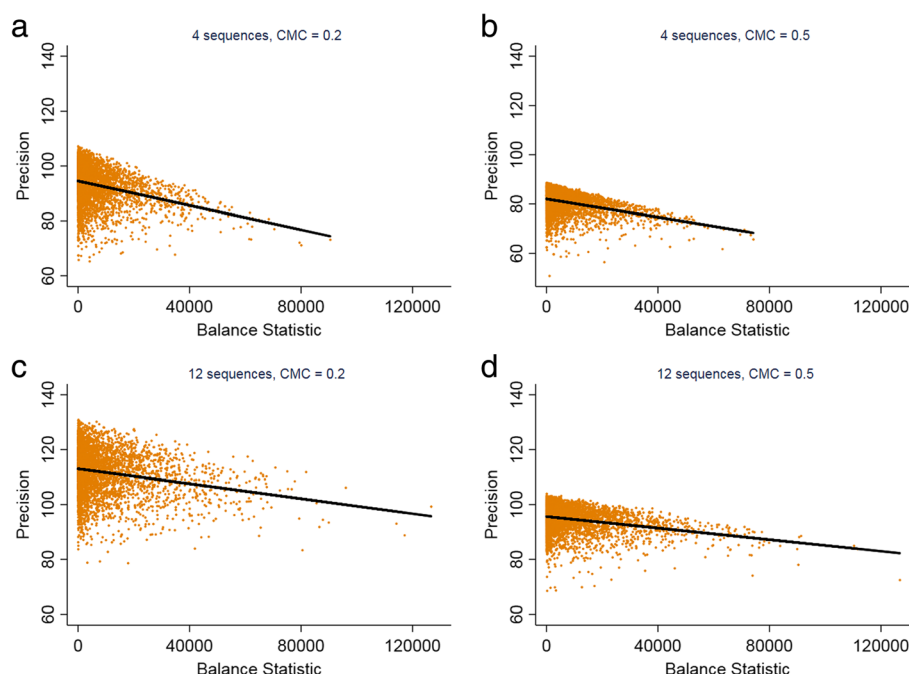 a
4 sequences, CMC = 0.2
140
120
100
80
60
Precision
0 40000 80000 120000
Balance Statistic
b
4 sequences, CMC = 0.5
140
120
100
80
60
Precision
0 40000 80000 120000
Balance Statistic
c
12 sequences, CMC = 0.2
140
120
100
80
60
Precision
0 40000 80000 120000
Balance Statistic
d
12 sequences, CMC = 0.5
140
120
100
80
60
Precision
0 40000 80000 120000
Balance Statistic